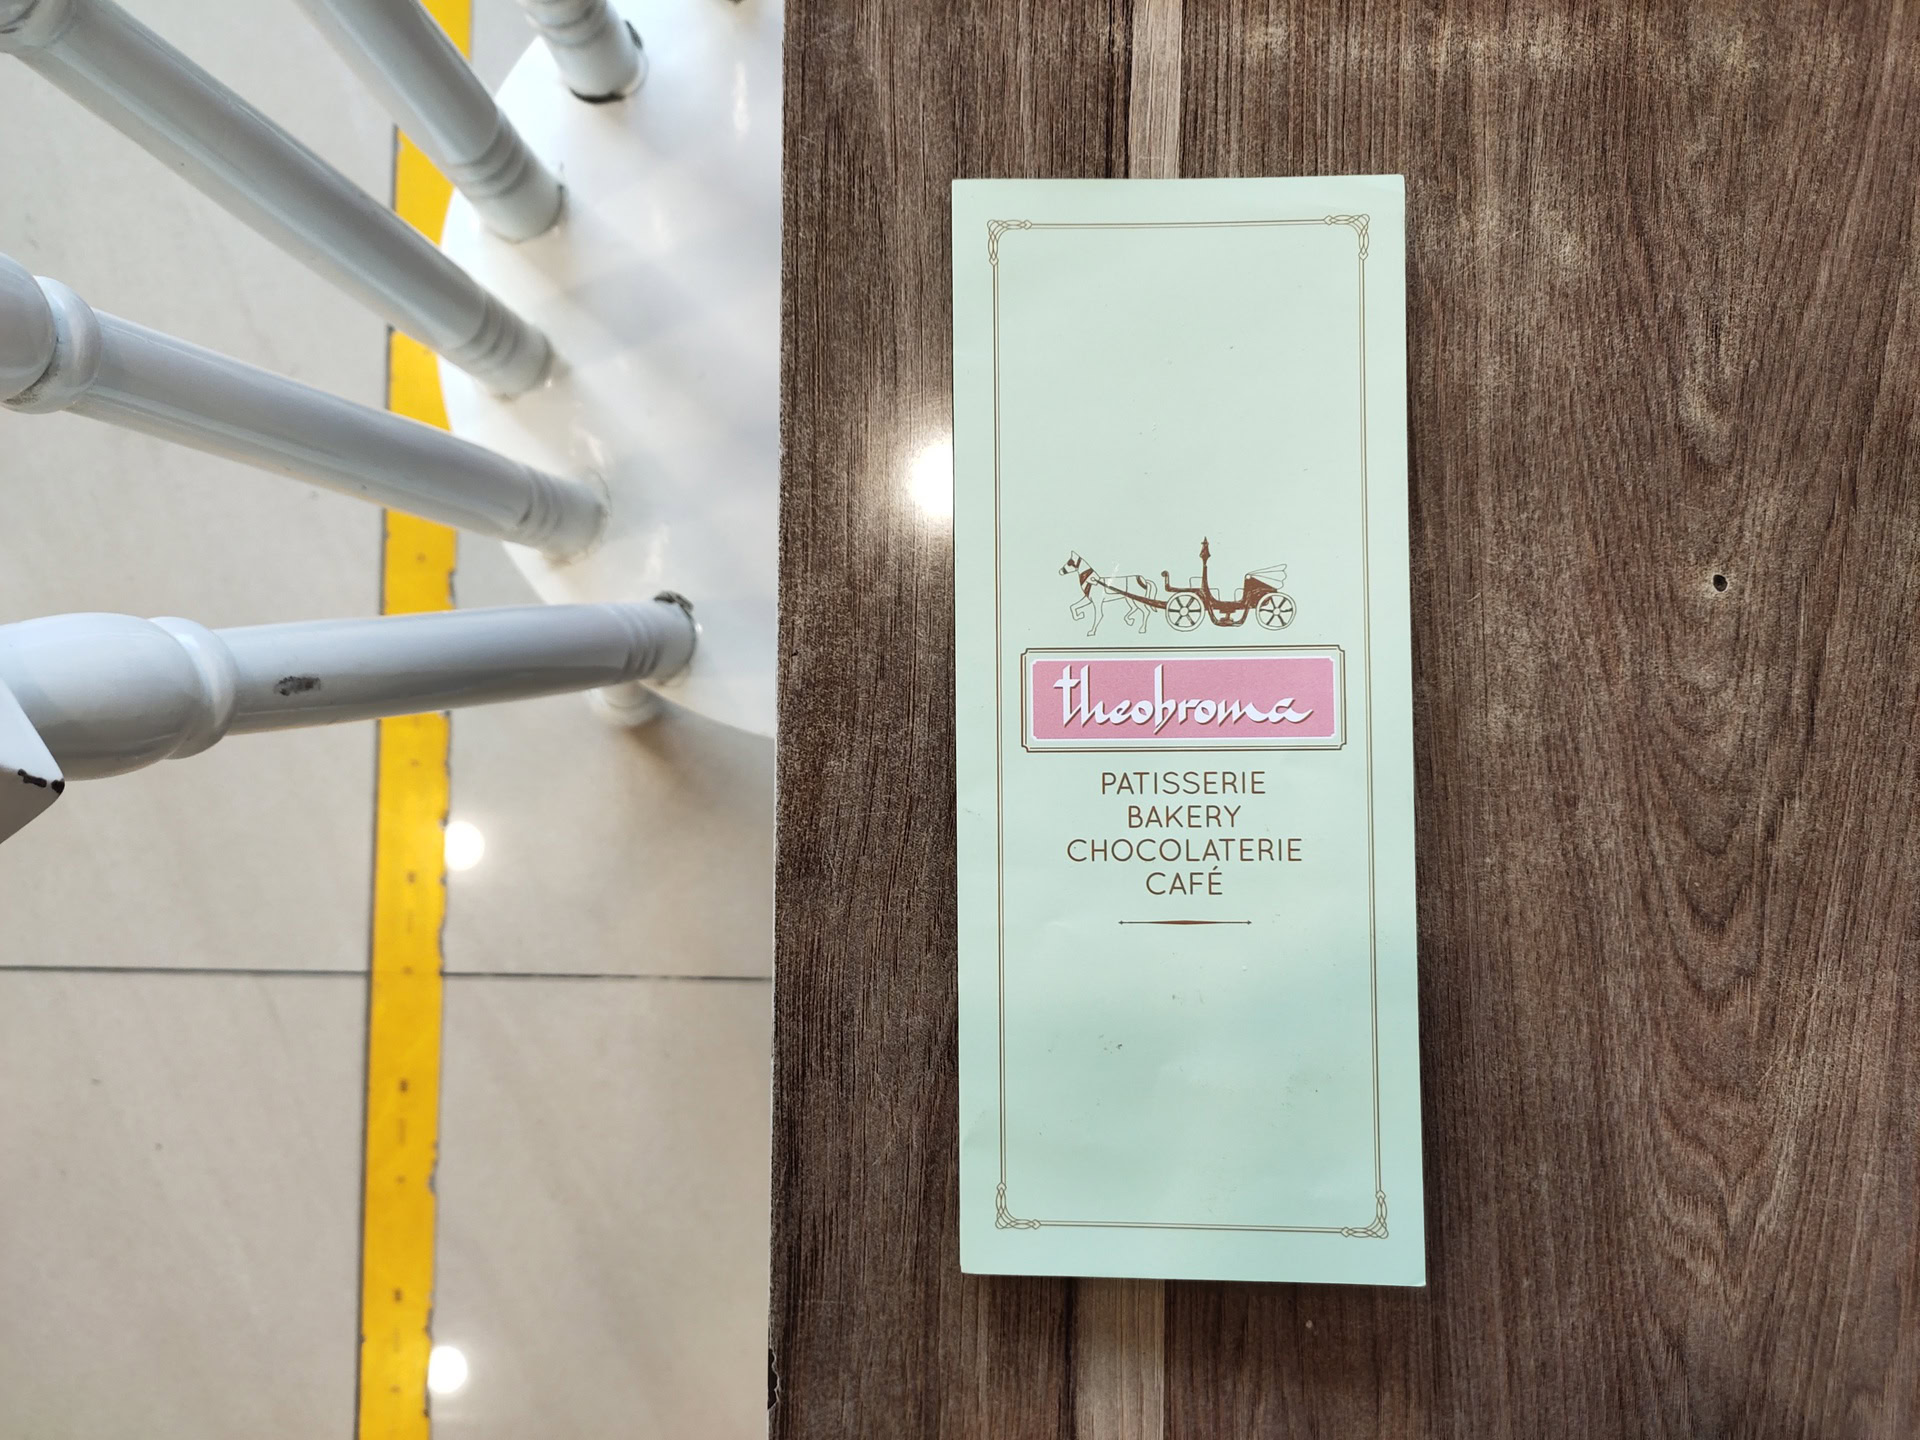 theobroma
PATISSERIE
BAKERY
CHOCOLATERIE
CAFÉ